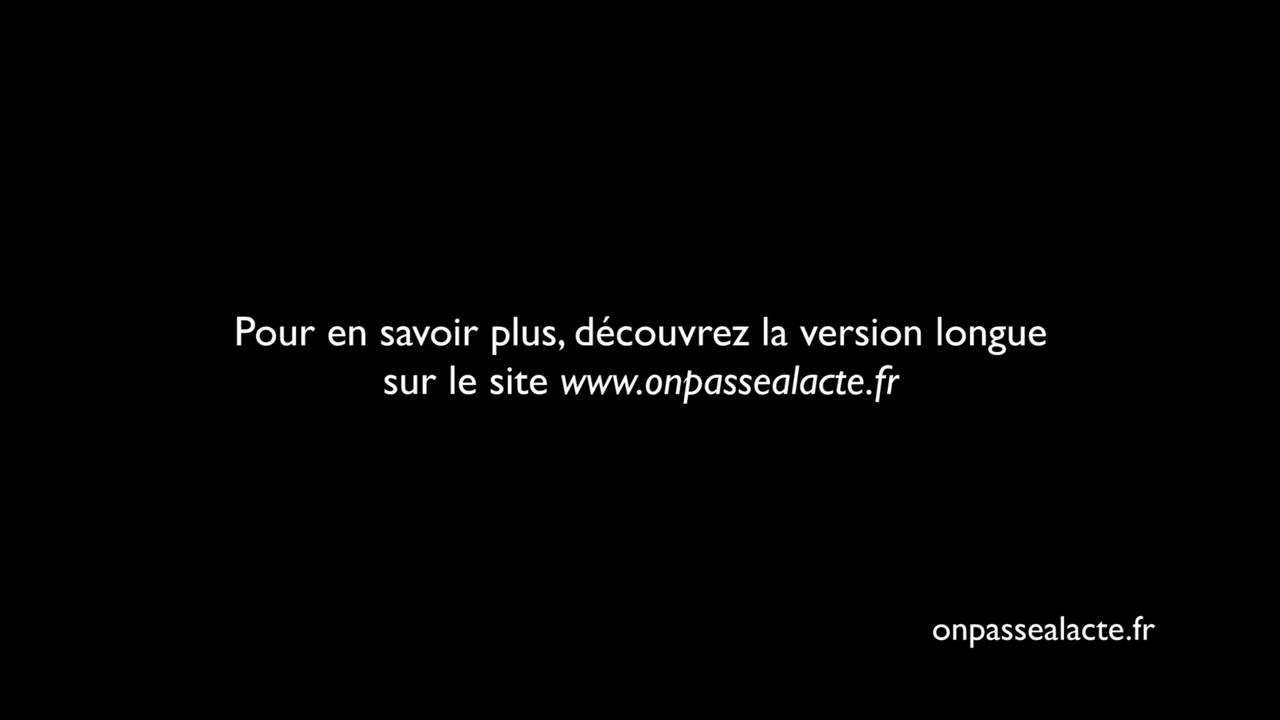 Pour en savoir plus, découvrez la version longue
sur le site www.onpassealacte.fr
onpassealacte.fr